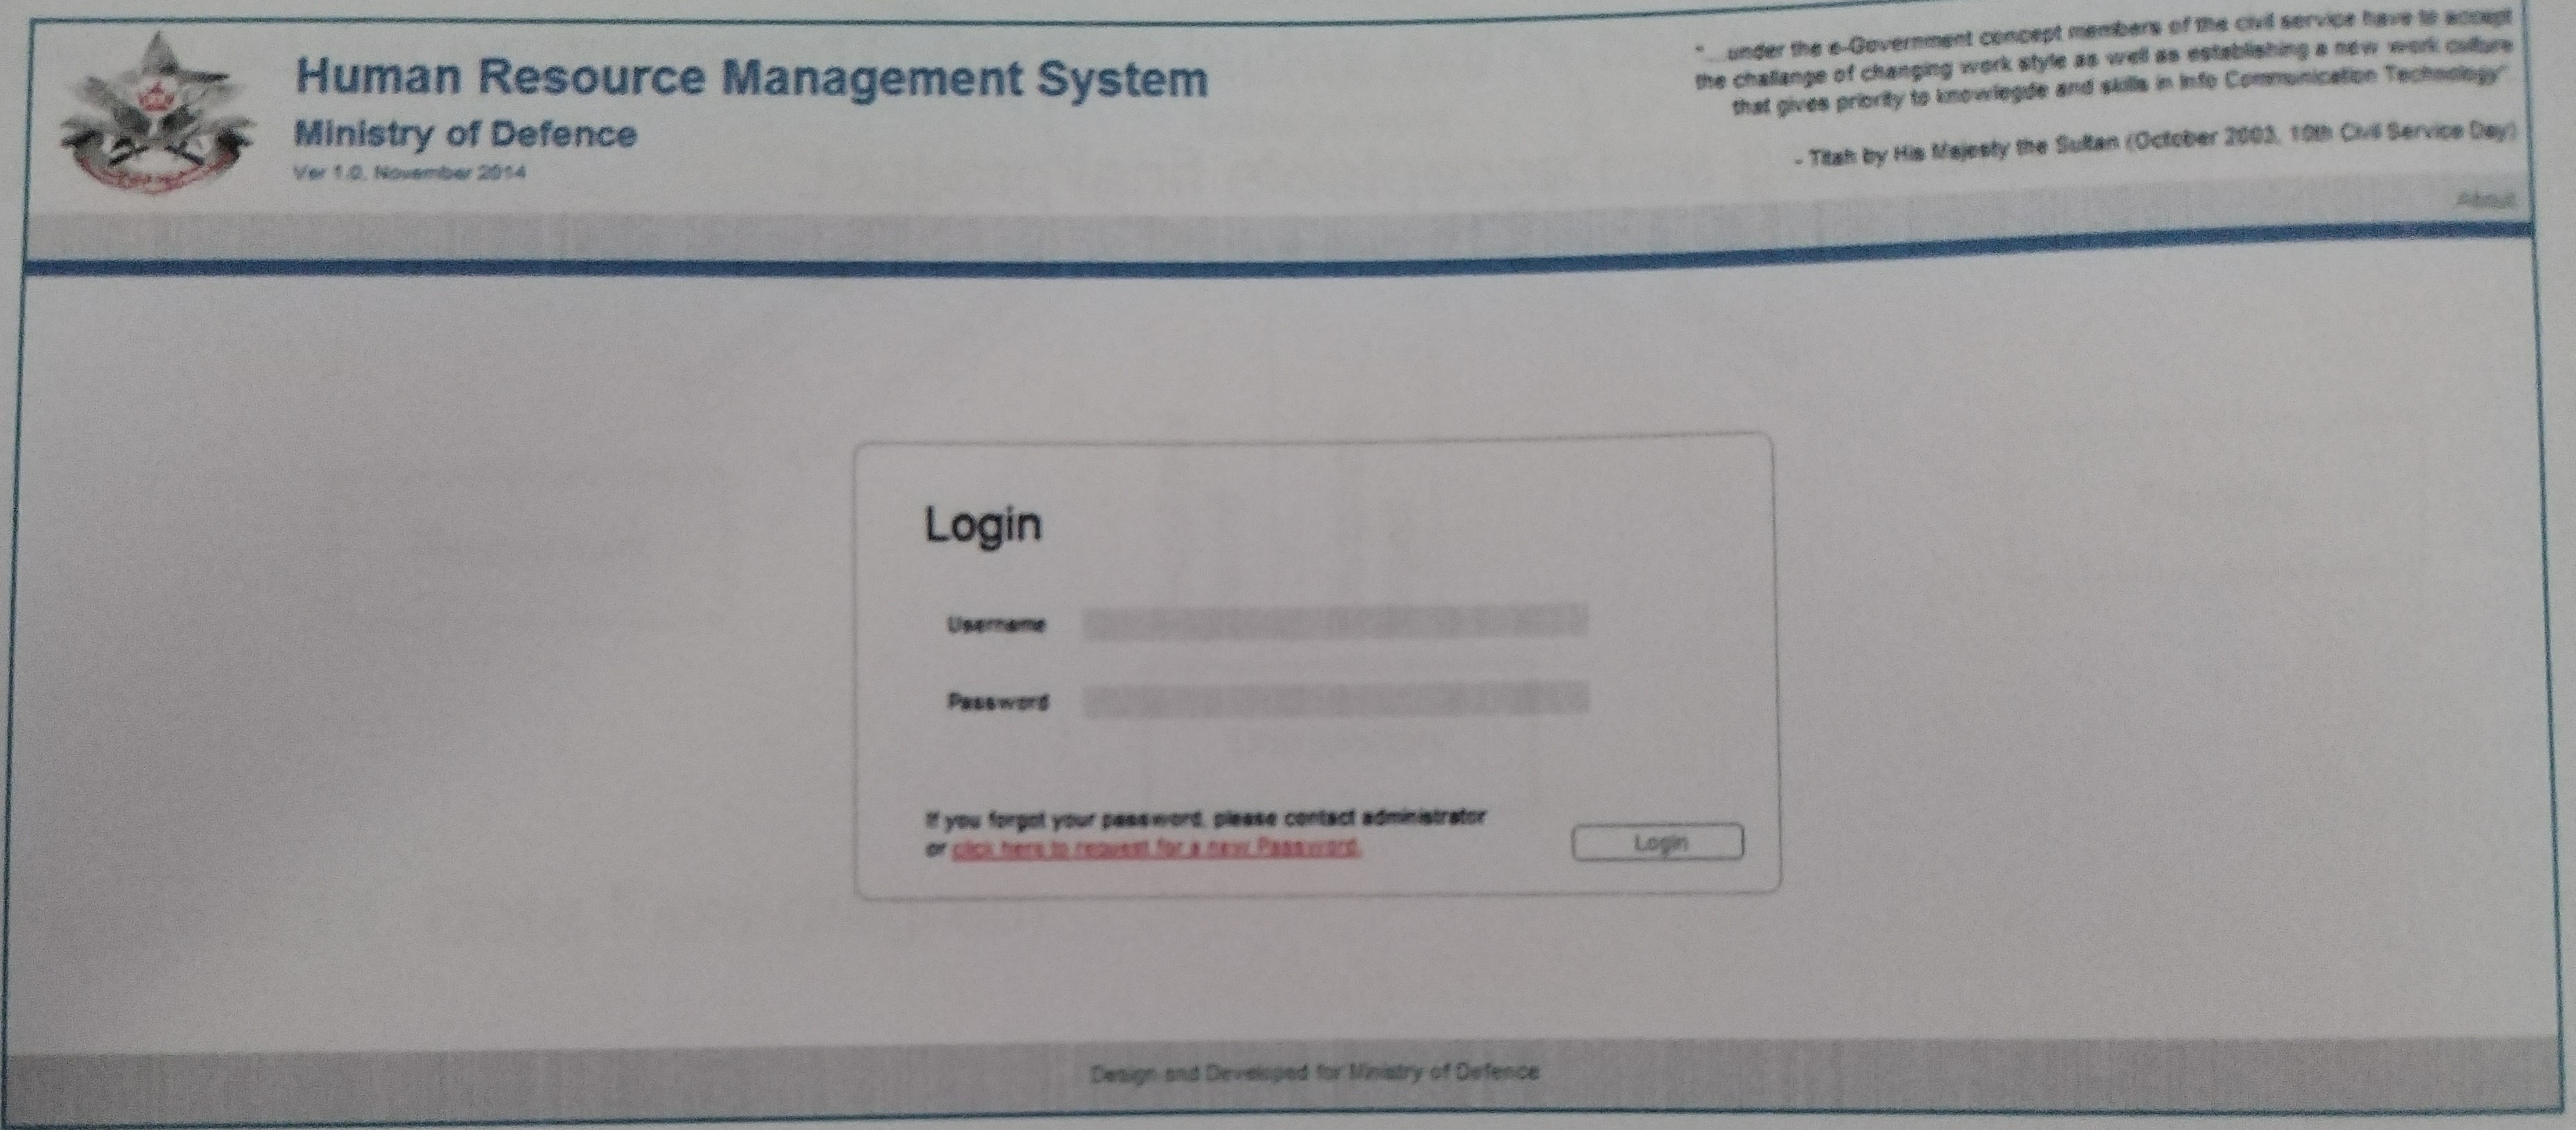 Human Resource Management System
Ministry of Defence
Ver 1.0, November 2014
"...under the e-Government concept members of the civil service have to accept
the challange of changing work style as well as establishing a new work culture
that gives priority to knowlegde and skills in Info Communication Technology"
- Titah by His Majesty the Sultan (October 2003, 10th Civil Service Day)
About
Login
Username
Password
If you forgot your password, please contact administrator
or click here to request for a new Password.
Login
Design and Developed for Ministry of Defence